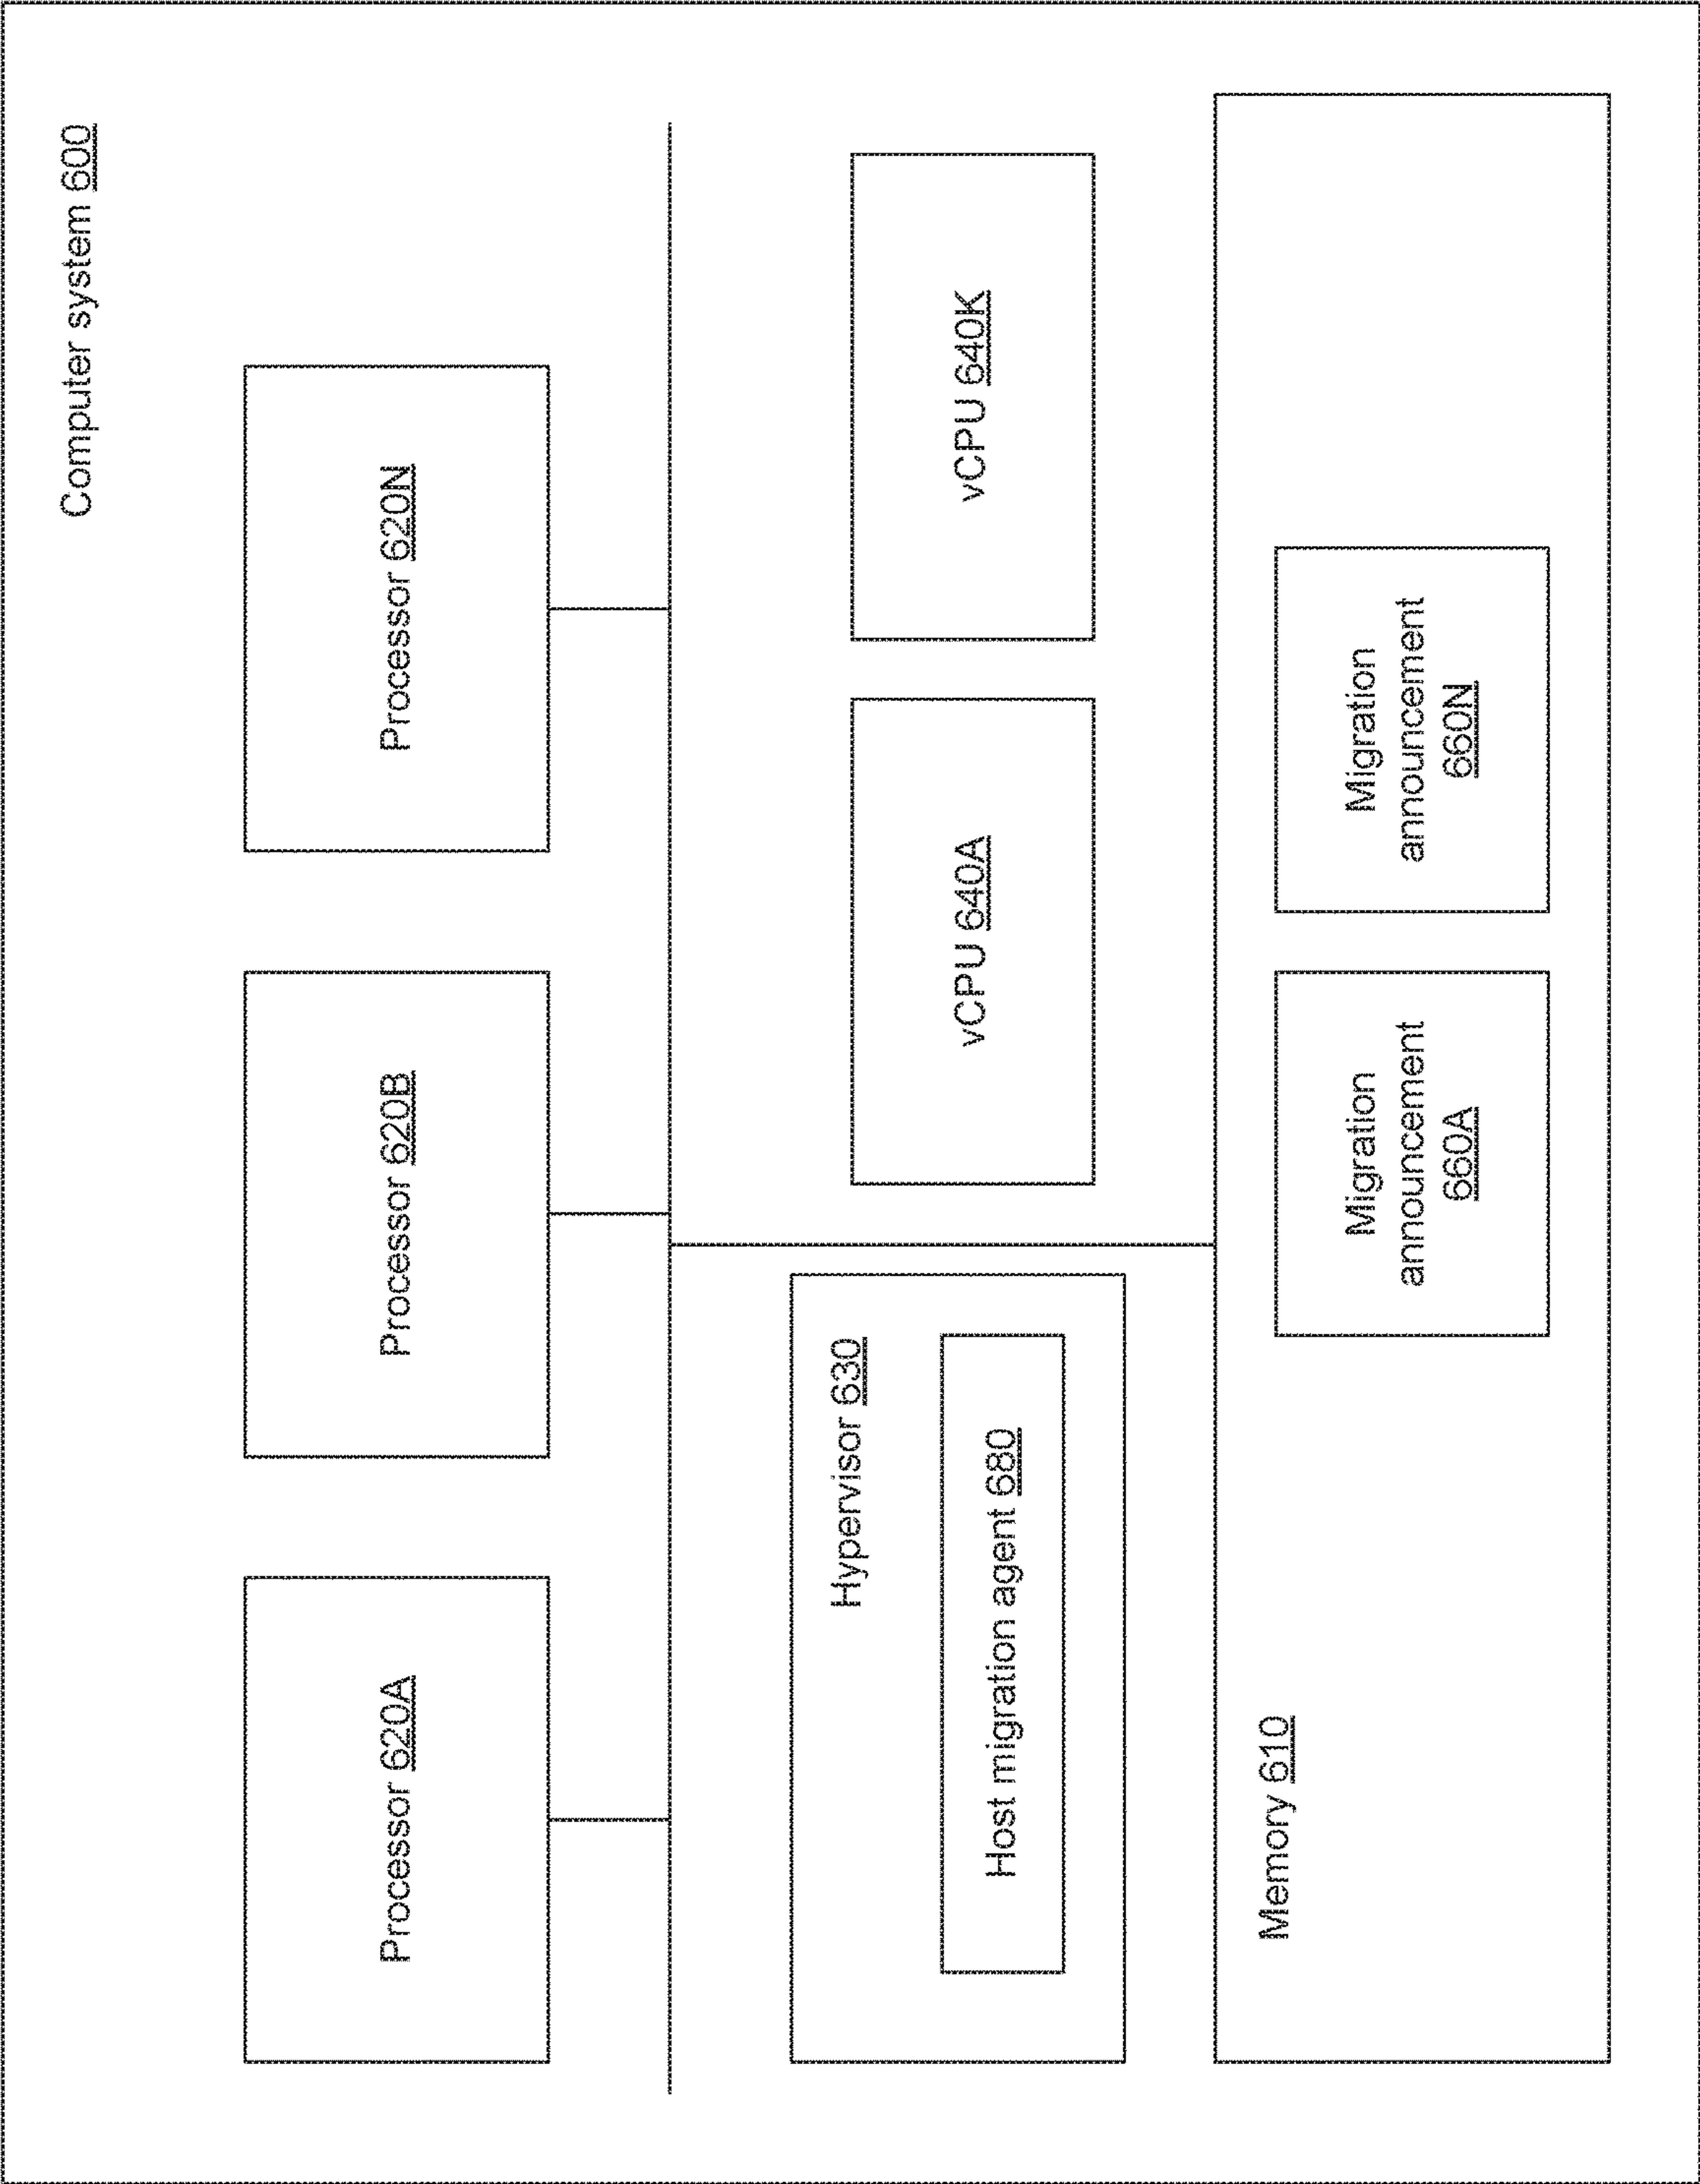 Computer system 600
Processor 620A
Processor 620B
Processor 620N
Hypervisor 630
Host migration agent 680
vCPU 640A
vCPU 640K
Memory 610
Migration
announcement
660A
Migration
announcement
660N